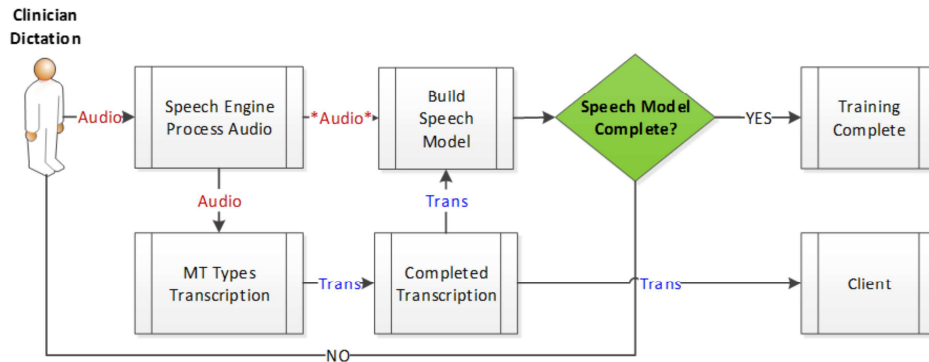 Clinician
Dictation
Audio
Speech Engine
Process Audio
*Audio*
Build
Speech
Model
Speech Model
Complete?
YES
Training
Complete
Audio
Trans
MT Types
Transcription
Trans
Completed
Transcription
Trans
Client
NO